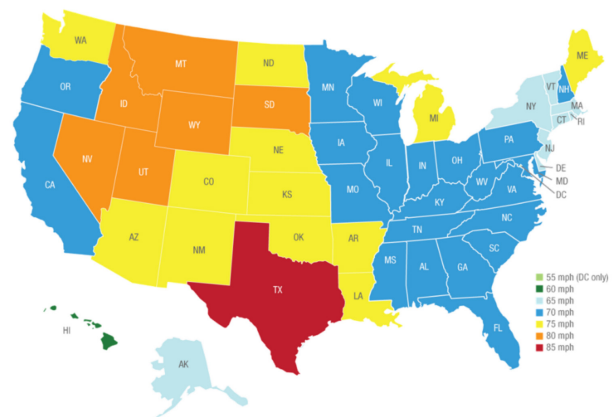 WA
MT
ND
ME
OR
ID
SD
MN
WI
MI
VT
NH
NY
MA
CT
RI
WY
NV
UT
CO
NE
KS
IA
IL
IN
OH
PA
NJ
DE
MD
DC
CA
MO
KY
WV
VA
AZ
NM
OK
AR
TN
NC
SC
TX
LA
MS
AL
GA
FL
HI
AK
55 mph (DC only)
60 mph
65 mph
70 mph
75 mph
80 mph
85 mph